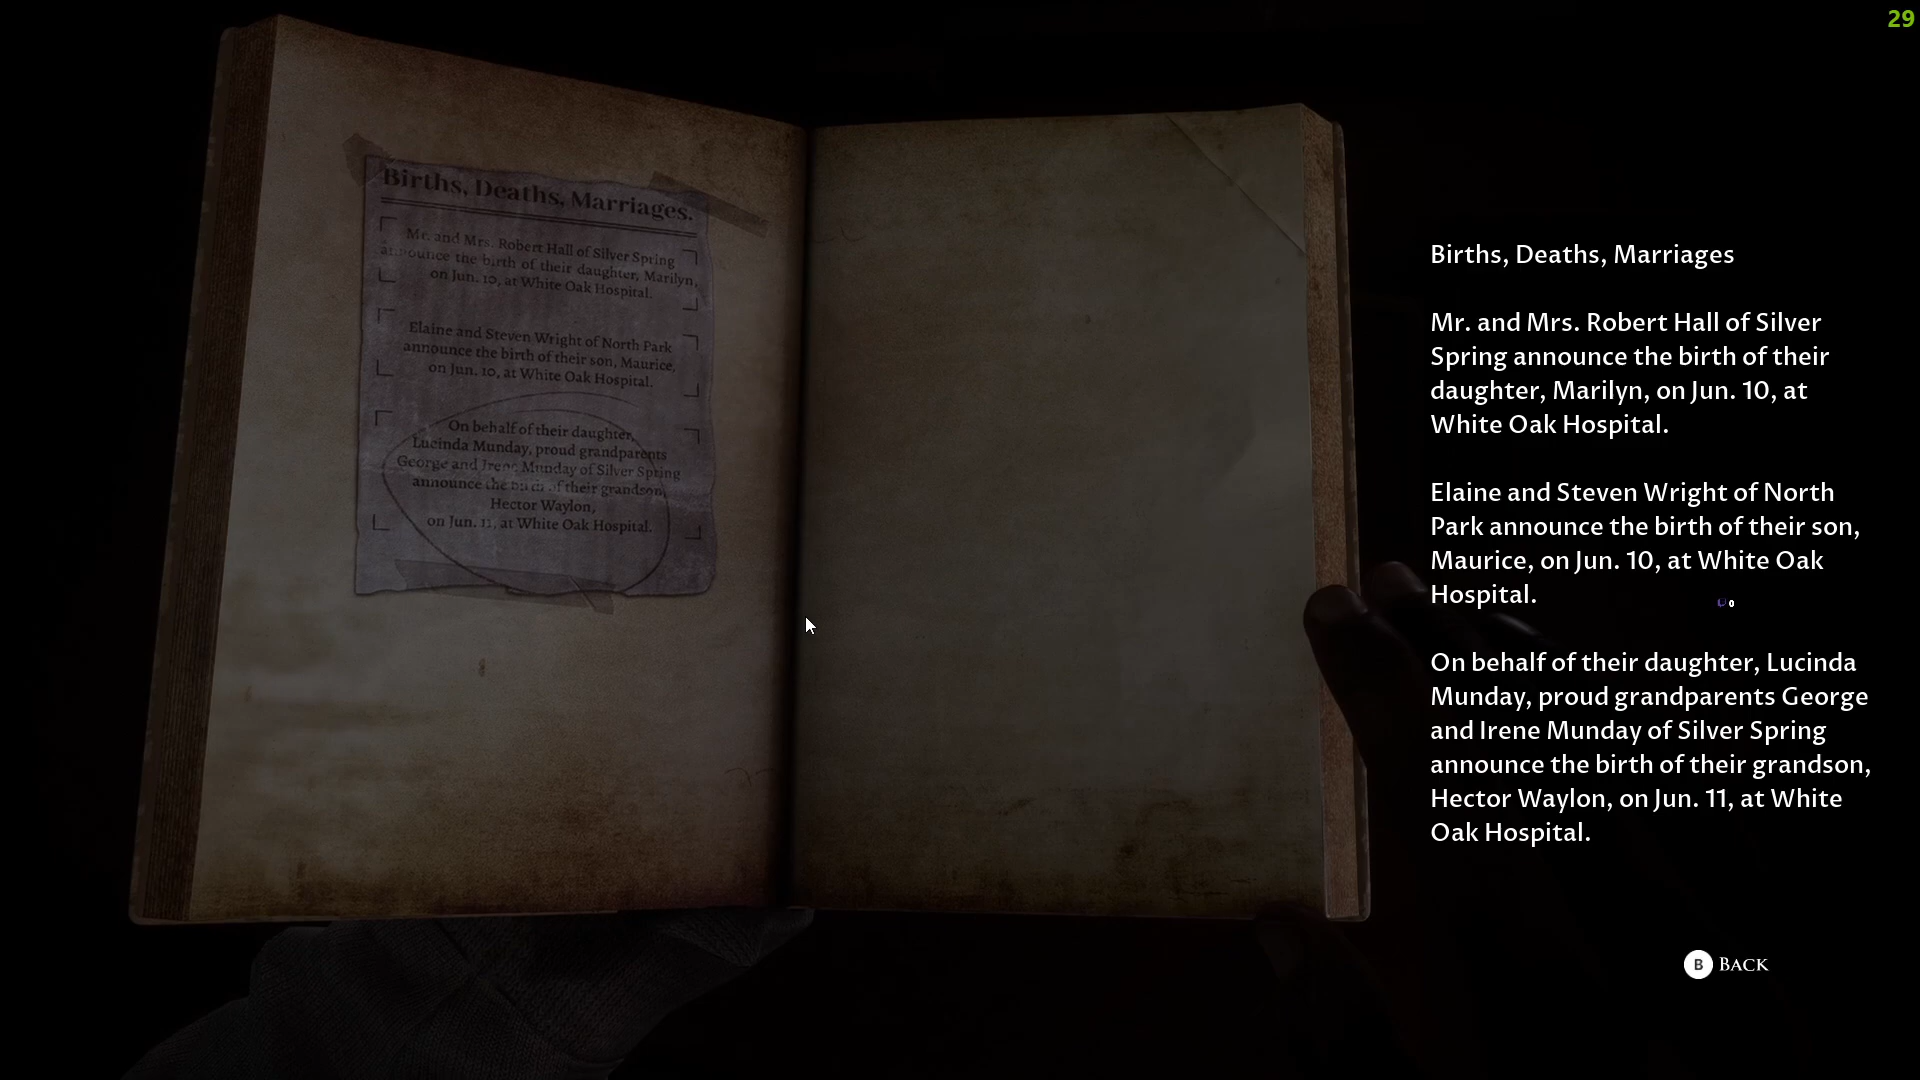 29
Births, Deaths, Marriages.
Mr. and Mrs. Robert Hall of Silver Spring
announce the birth of their daughter, Marilyn,
on Jun. 10, at White Oak Hospital.
Elaine and Steven Wright of North Park
announce the birth of their son, Maurice,
on Jun. 10, at White Oak Hospital.
On behalf of their daughter,
Lucinda Munday, proud grandparents
George and Irene Munday of Silver Spring
announce the birth of their grandson,
Hector Waylon,
on Jun. 11, at White Oak Hospital.
Births, Deaths, Marriages
Mr. and Mrs. Robert Hall of Silver
Spring announce the birth of their
daughter, Marilyn, on Jun. 10, at
White Oak Hospital.
Elaine and Steven Wright of North
Park announce the birth of their son,
Maurice, on Jun. 10, at White Oak
Hospital.
0
On behalf of their daughter, Lucinda
Munday, proud grandparents George
and Irene Munday of Silver Spring
announce the birth of their grandson,
Hector Waylon, on Jun. 11, at White
Oak Hospital.
B BACK